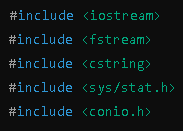 #include <iostream>
#include <fstream>
#include <cstring>
#include <sys/stat.h>
#include <conio.h>